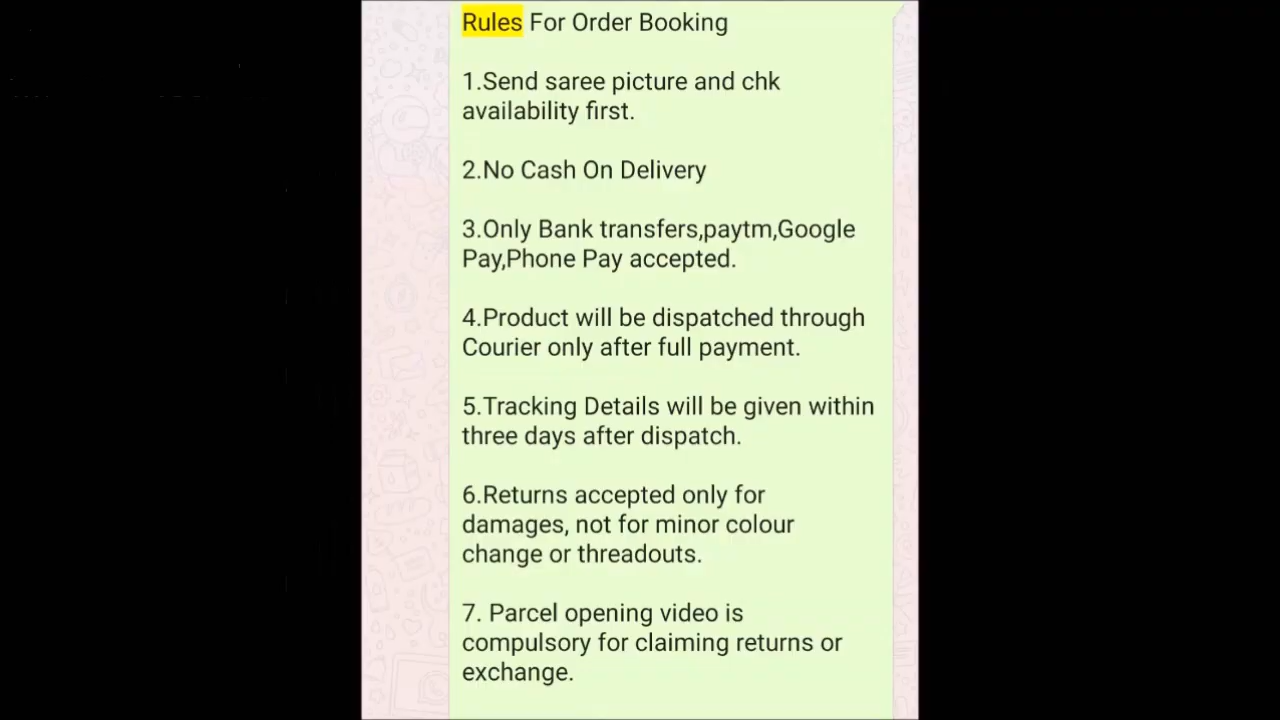 Rules For Order Booking
1.Send saree picture and chk
availability first.
2.No Cash On Delivery
3.Only Bank transfers,paytm,Google
Pay,Phone Pay accepted.
4.Product will be dispatched through
Courier only after full payment.
5.Tracking Details will be given within
three days after dispatch.
6.Returns accepted only for
damages, not for minor colour
change or threadouts.
7. Parcel opening video is
compulsory for claiming returns or
exchange.